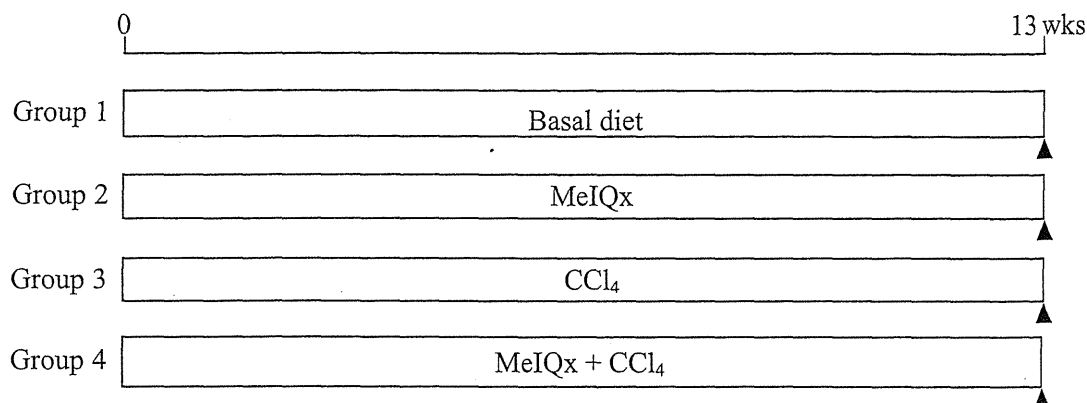 0 13 wks
Group 1 Basal diet
Group 2 MeIQx
Group 3 CCl₄
Group 4 MeIQx + CCl₄